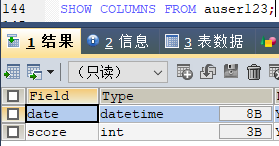 144 SHOW COLUMNS FROM auser123;
1 结果 2 信息 3 表数据
(只读)
Field Type
date datetime 8B
score int 3B